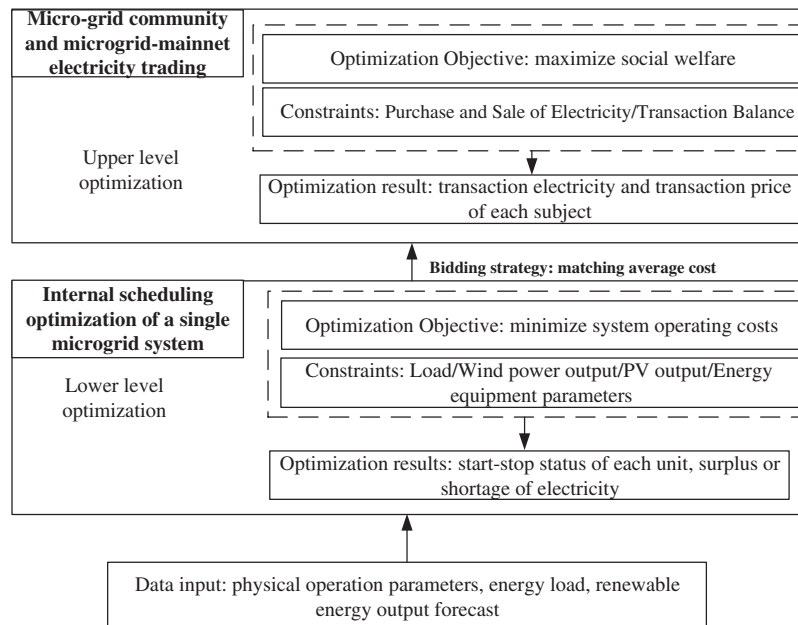 Micro-grid community
and microgrid-mainnet
electricity trading
Optimization Objective: maximize social welfare
Constraints: Purchase and Sale of Electricity/Transaction Balance
Upper level
optimization
Optimization result: transaction electricity and transaction price
of each subject
Bidding strategy: matching average cost
Internal scheduling
optimization of a single
microgrid system
Optimization Objective: minimize system operating costs
Constraints: Load/Wind power output/PV output/Energy
equipment parameters
Lower level
optimization
Optimization results: start-stop status of each unit, surplus or
shortage of electricity
Data input: physical operation parameters, energy load, renewable
energy output forecast